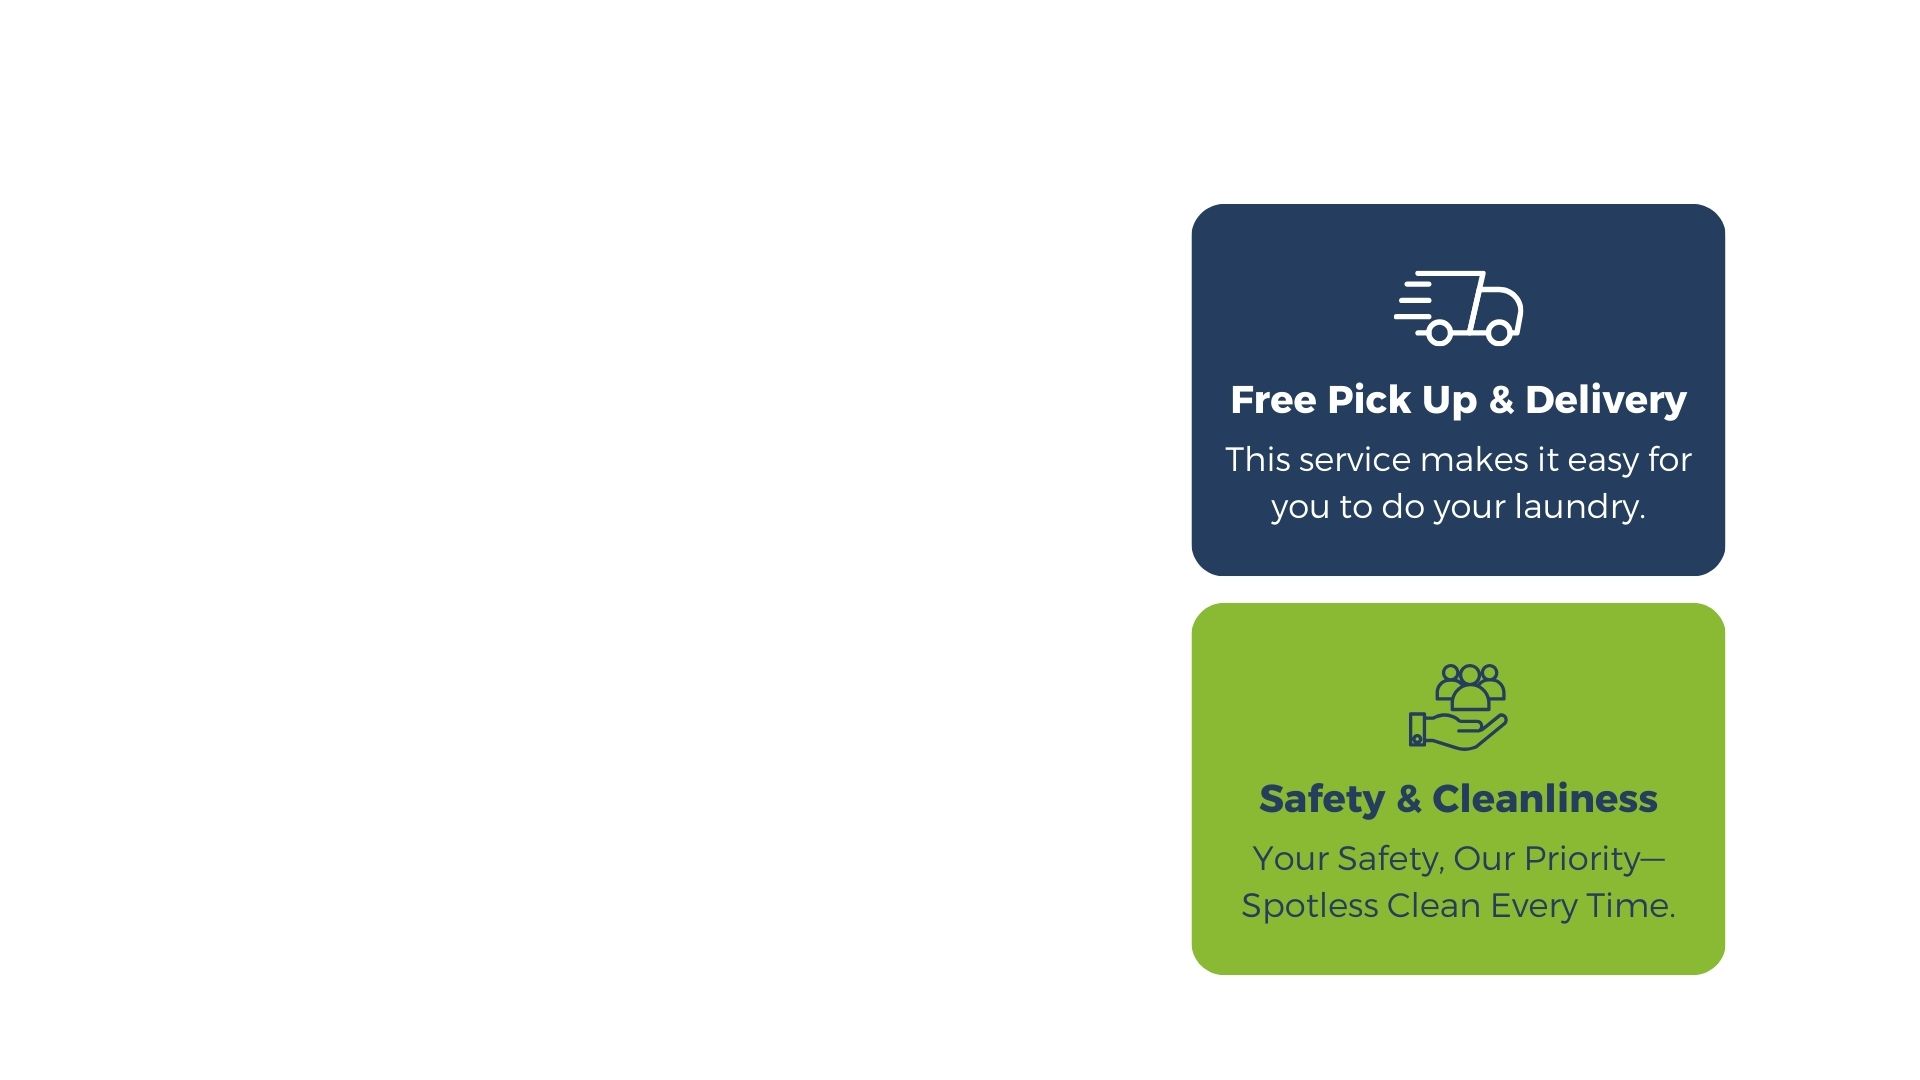 Free Pick Up & Delivery
This service makes it easy for
you to do your laundry.
Safety & Cleanliness
Your Safety, Our Priority—
Spotless Clean Every Time.